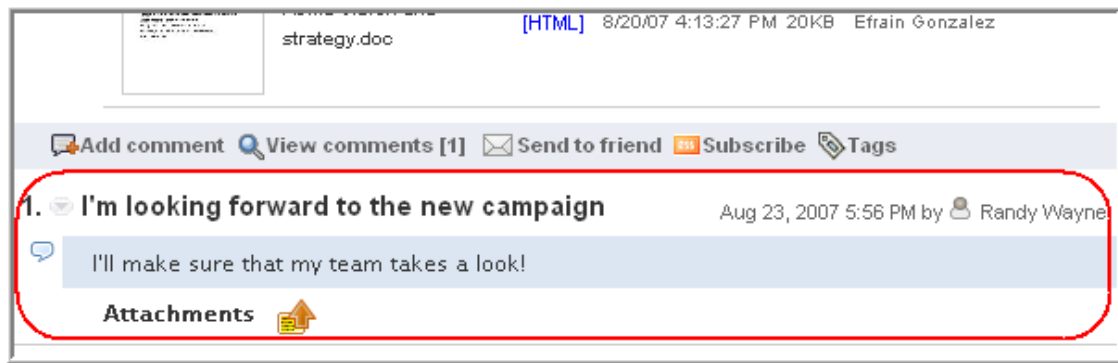 strategy.doc
[HTML] 8/20/07 4:13:27 PM 20KB Efrain Gonzalez
Add comment View comments [1] Send to friend Subscribe Tags
1. I'm looking forward to the new campaign Aug 23, 2007 5:56 PM by Randy Wayne
I'll make sure that my team takes a look!
Attachments